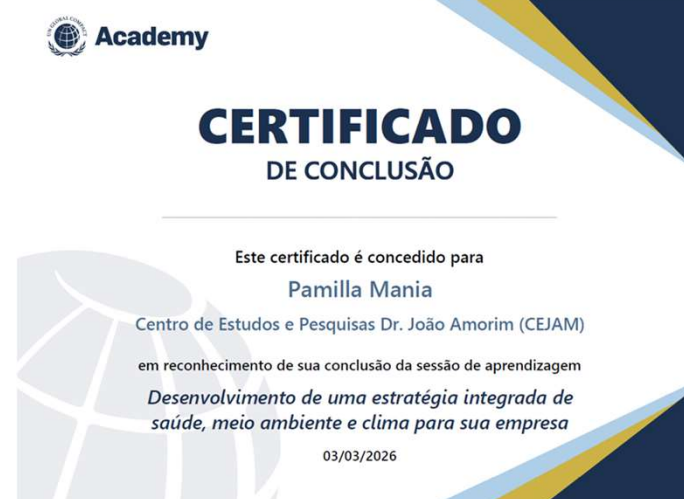 UN GLOBAL COMPACT
Academy
CERTIFICADO
DE CONCLUSÃO
Este certificado é concedido para
Pamilla Mania
Centro de Estudos e Pesquisas Dr. João Amorim (CEJAM)
em reconhecimento de sua conclusão da sessão de aprendizagem
Desenvolvimento de uma estratégia integrada de
saúde, meio ambiente e clima para sua empresa
03/03/2026